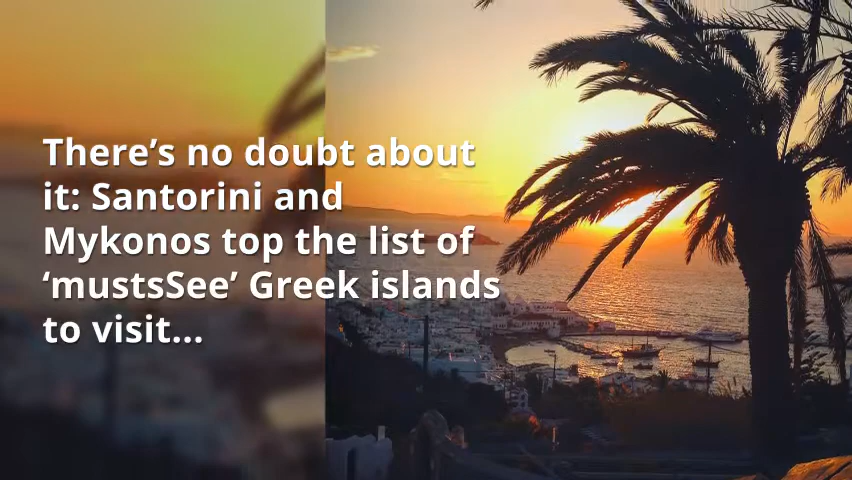 There’s no doubt about
it: Santorini and
Mykonos top the list of
‘mustsSee’ Greek islands
to visit...